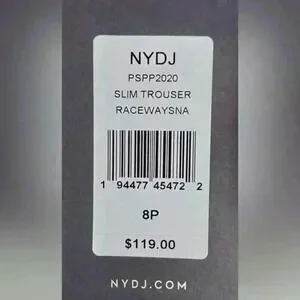 NYDJ
PSPP2020
SLIM TROUSER
RACEWAYSNA
1 94477 45472 2
8P
$119.00
NYDJ.COM